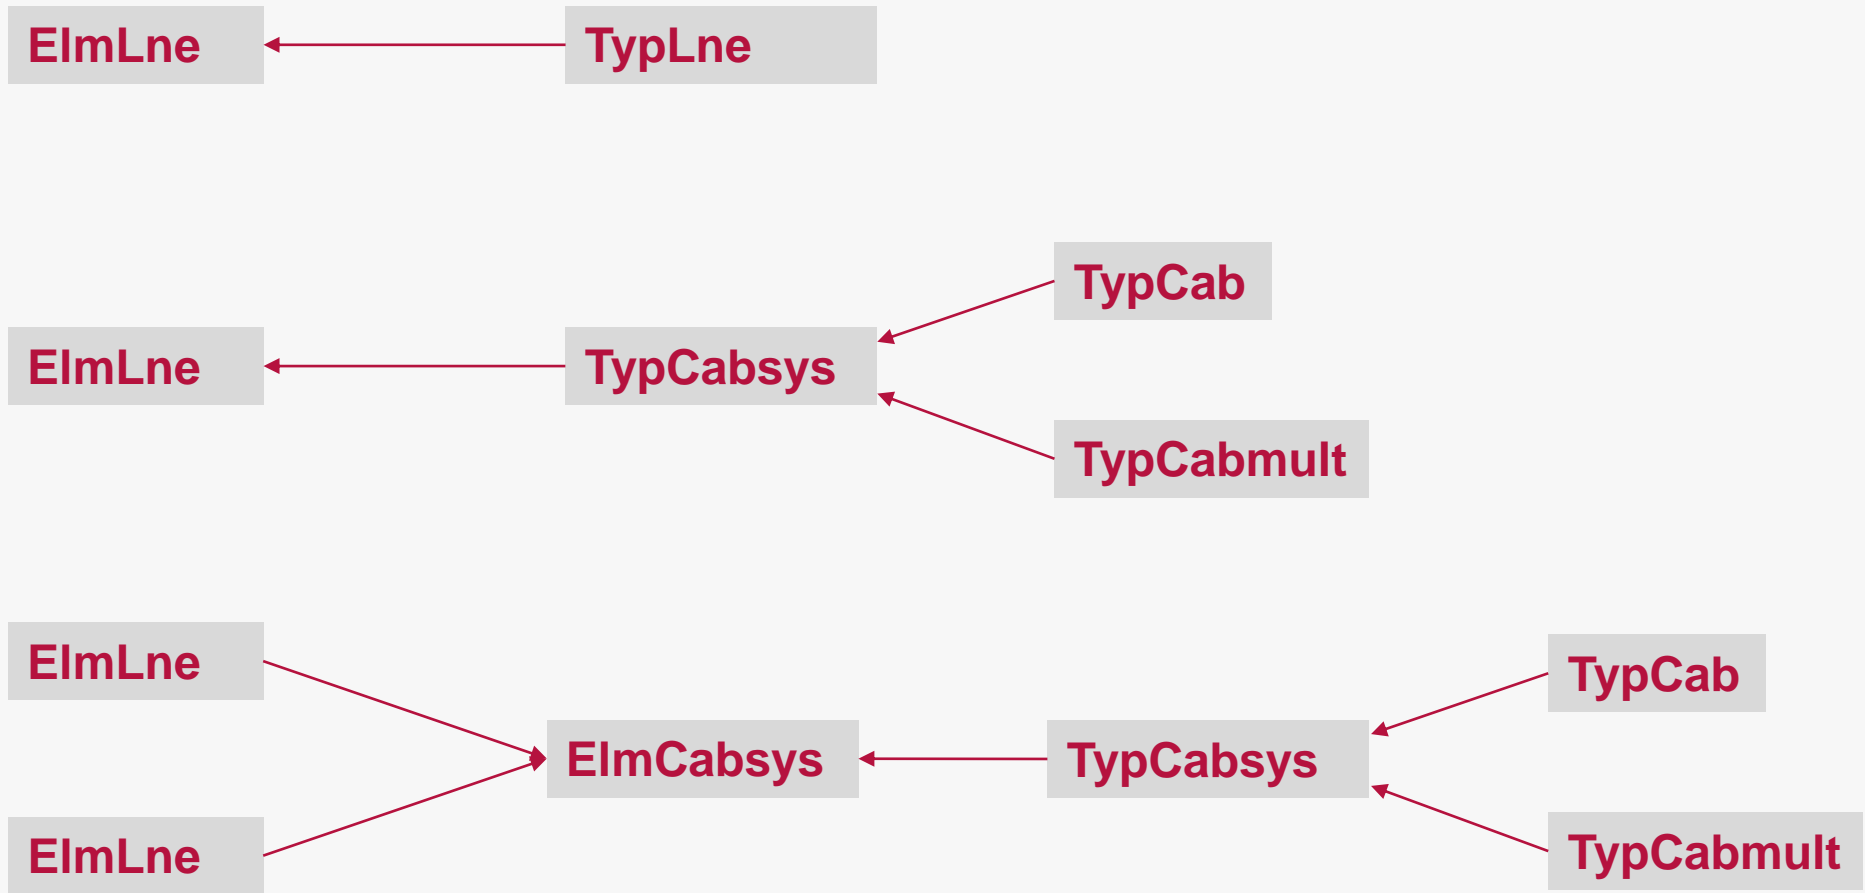 ElmLne
TypLne
TypCab
ElmLne
TypCabsys
TypCabmult
ElmLne
TypCab
ElmCabsys
TypCabsys
ElmLne
TypCabmult